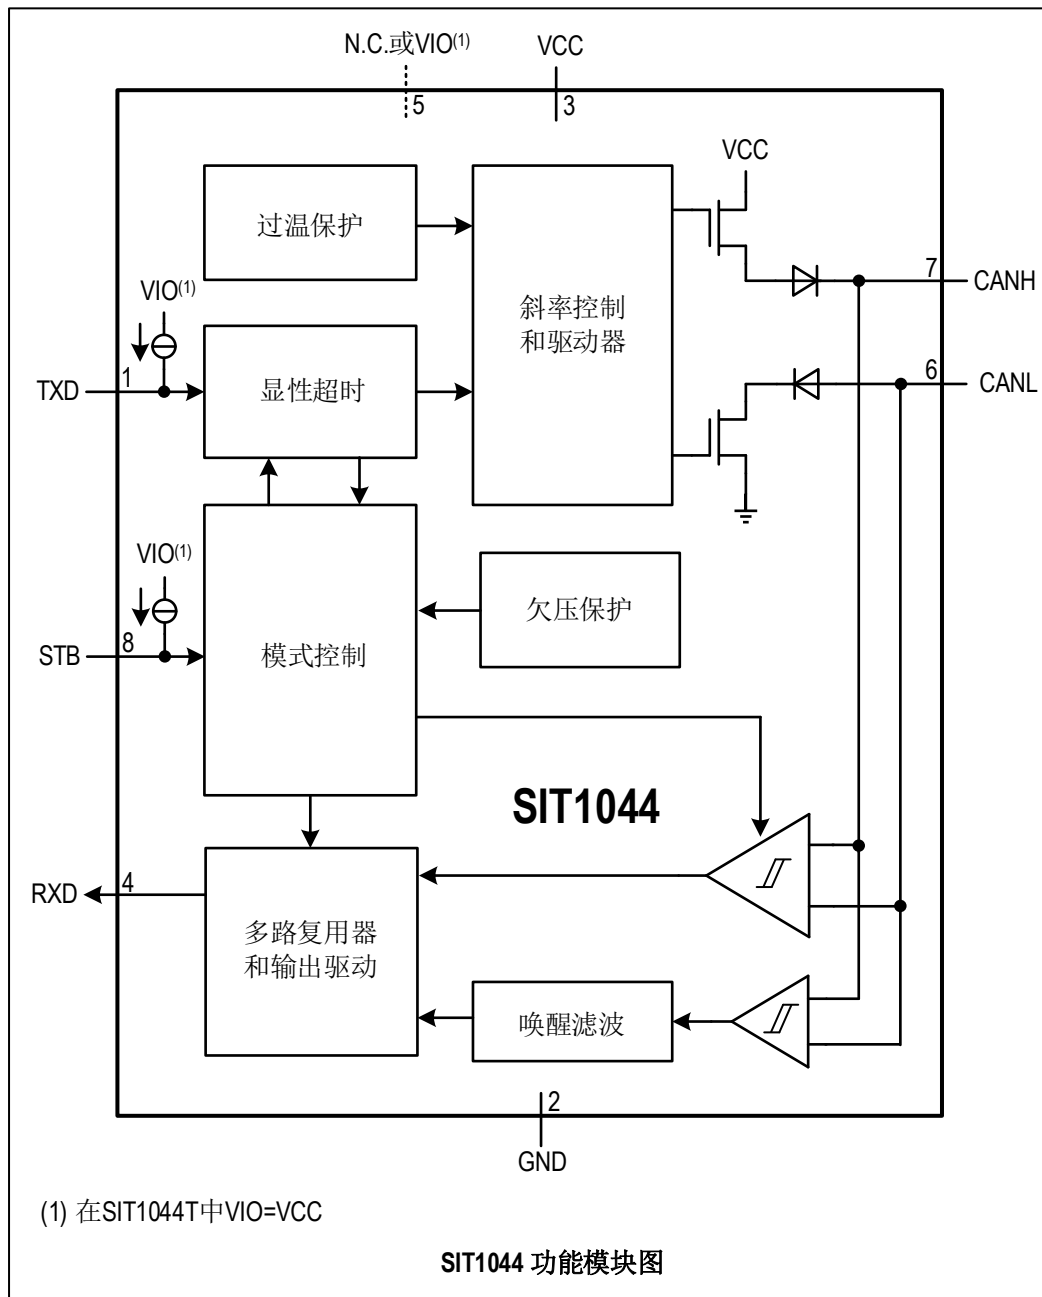 N.C.或VIO(1)
VCC
5
3
VCC
过温保护
斜率控制
和驱动器
7
CANH
VIO(1)
TXD
1
显性超时
6
CANL
VIO(1)
STB
8
模式控制
欠压保护
SIT1044
RXD
4
多路复用器
和输出驱动
唤醒滤波
2
GND
(1) 在SIT1044T中VIO=VCC
SIT1044 功能模块图